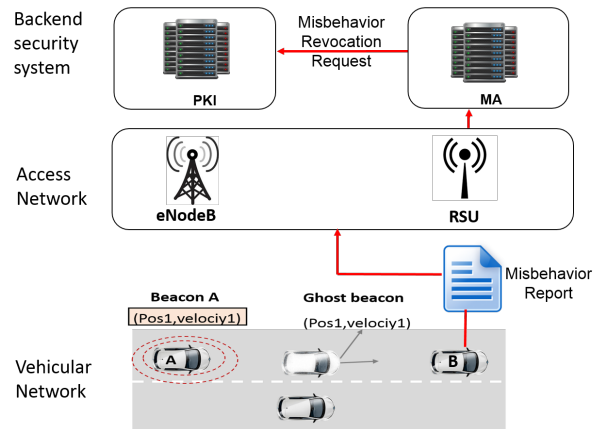 Backend
security
system
Misbehavior
Revocation
Request
PKI
MA
Access
Network
eNodeB
RSU
Misbehavior
Report
Beacon A
(Pos1,velociy1)
Ghost beacon
(Pos1,velociy1)
Vehicular
Network
A
B